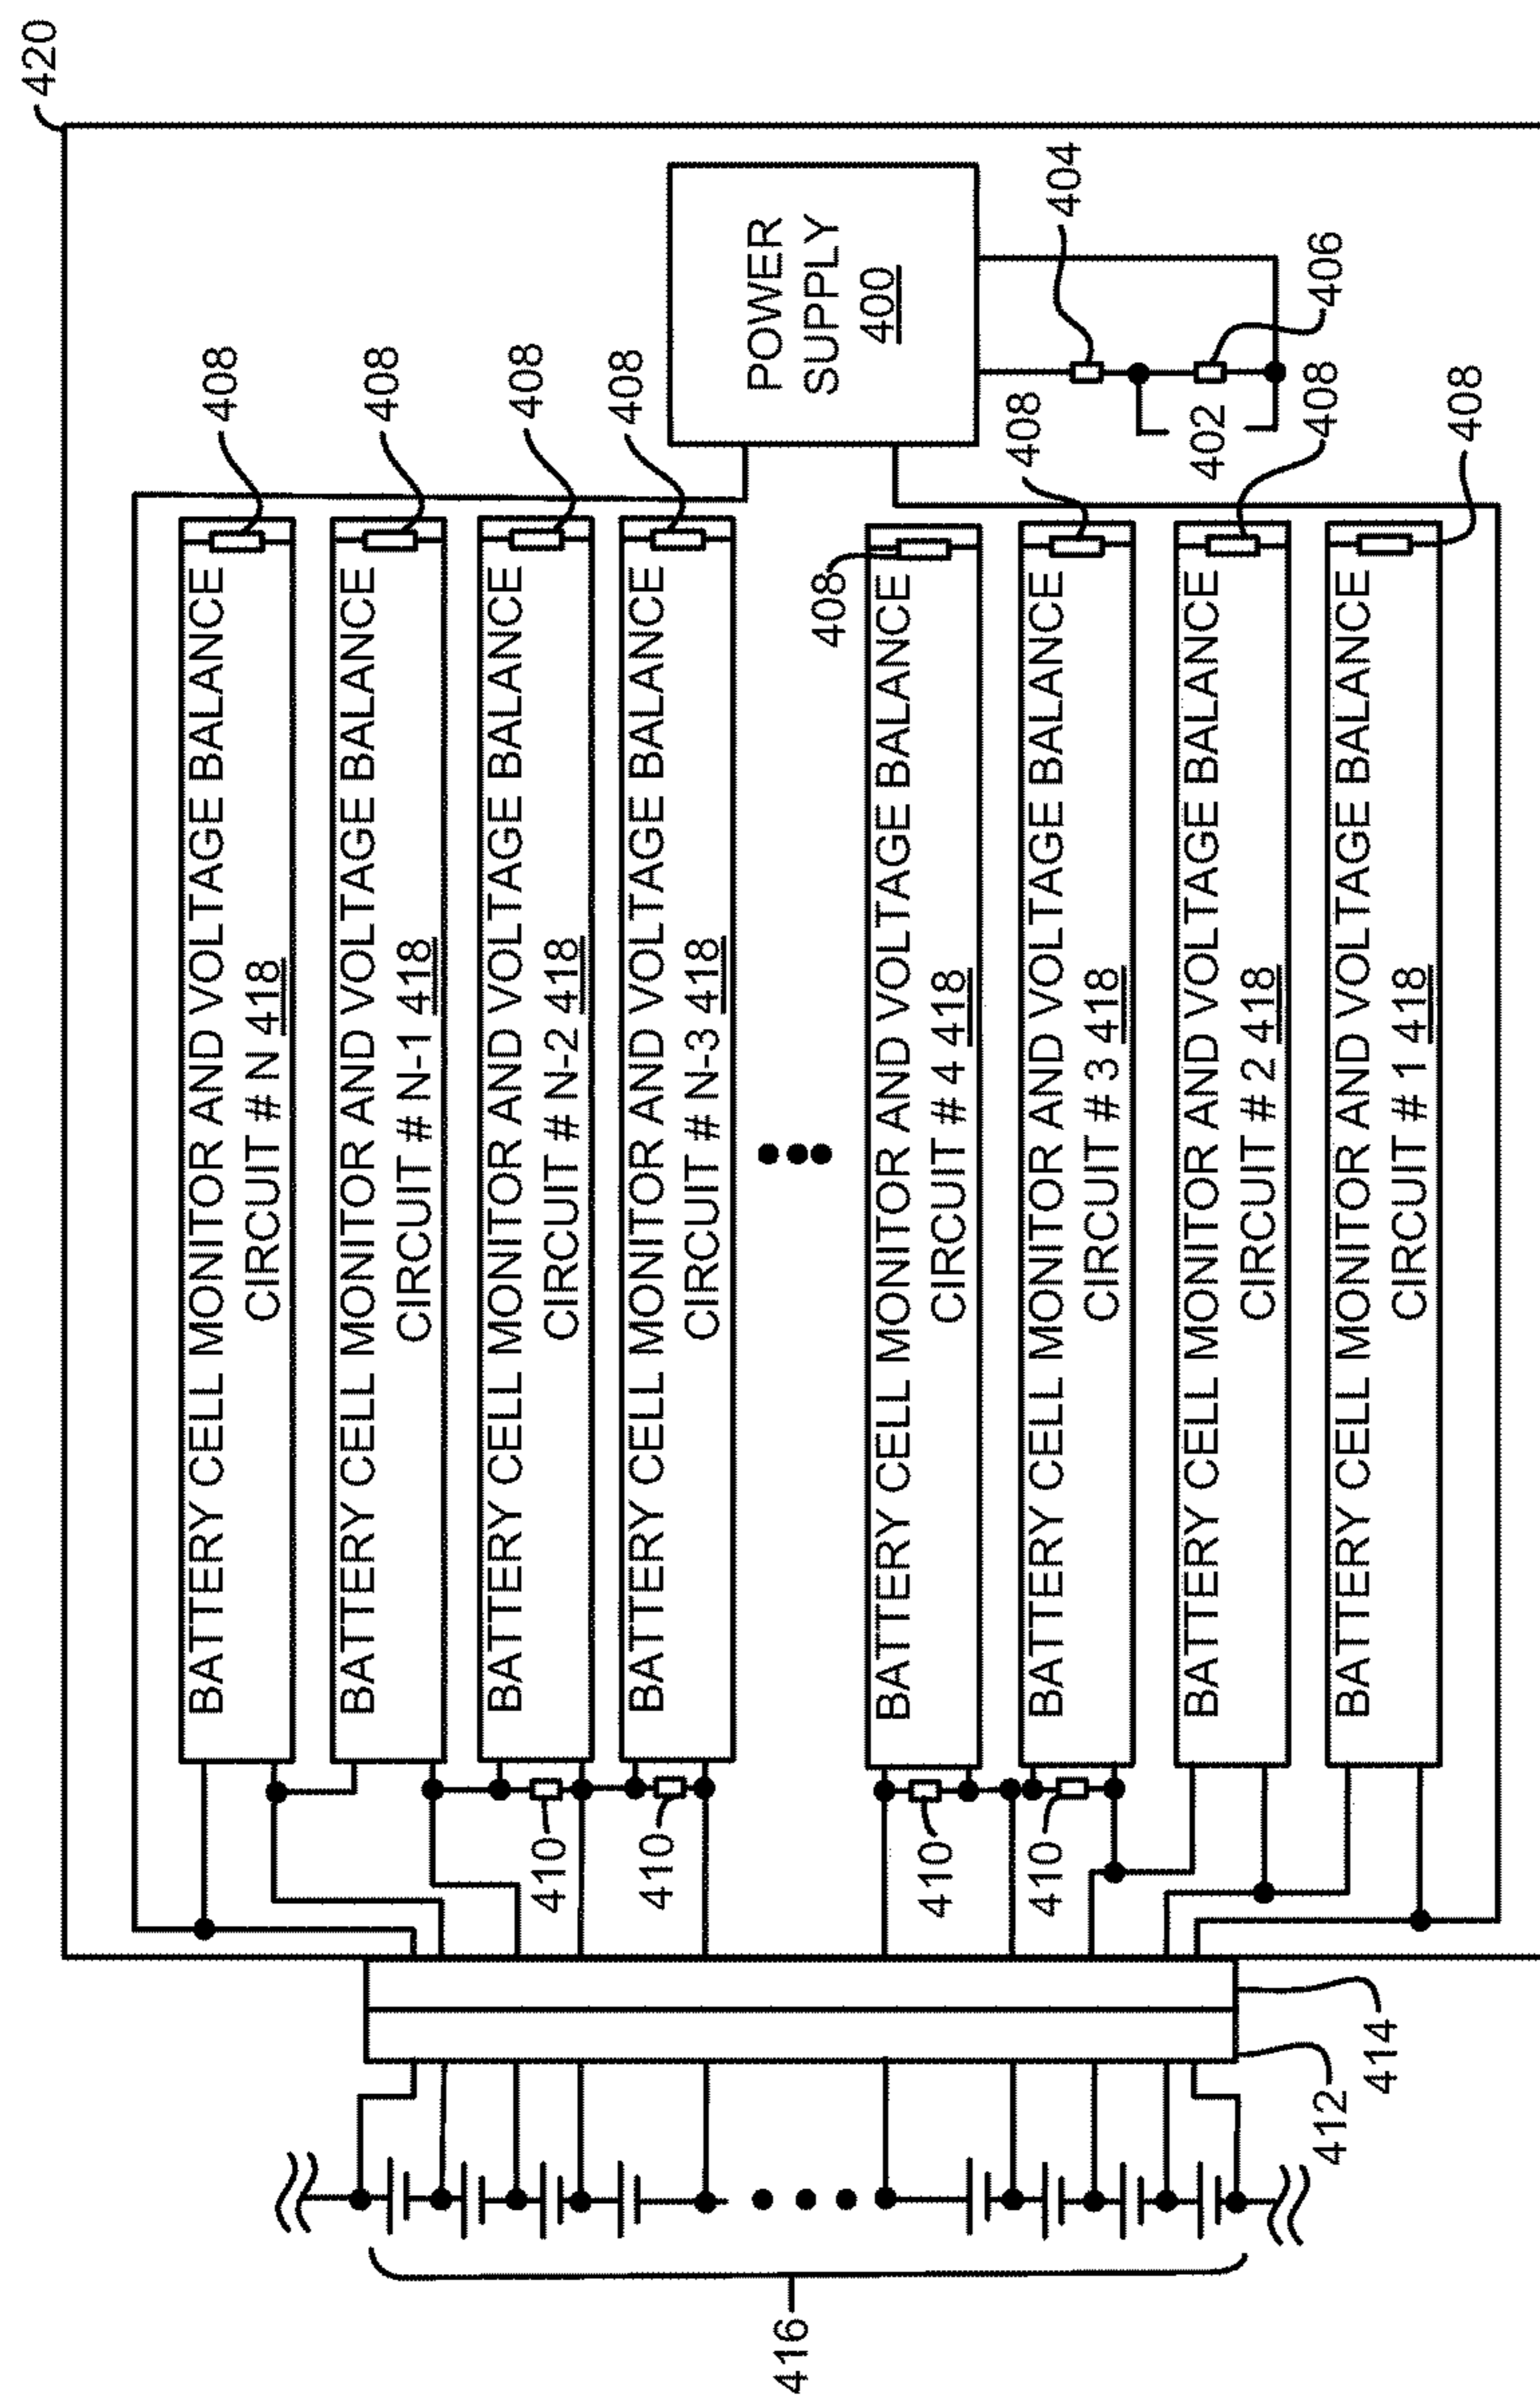 420
BATTERY CELL MONITOR AND VOLTAGE BALANCE
CIRCUIT # N 418
408
BATTERY CELL MONITOR AND VOLTAGE BALANCE
CIRCUIT # N-1 418
408
BATTERY CELL MONITOR AND VOLTAGE BALANCE
CIRCUIT # N-2 418
408
BATTERY CELL MONITOR AND VOLTAGE BALANCE
CIRCUIT # N-3 418
408
410
410
POWER
SUPPLY
400
404
406
402
BATTERY CELL MONITOR AND VOLTAGE BALANCE
CIRCUIT # 4 418
408
BATTERY CELL MONITOR AND VOLTAGE BALANCE
CIRCUIT # 3 418
408
BATTERY CELL MONITOR AND VOLTAGE BALANCE
CIRCUIT # 2 418
408
BATTERY CELL MONITOR AND VOLTAGE BALANCE
CIRCUIT # 1 418
408
410
410
416
412
414